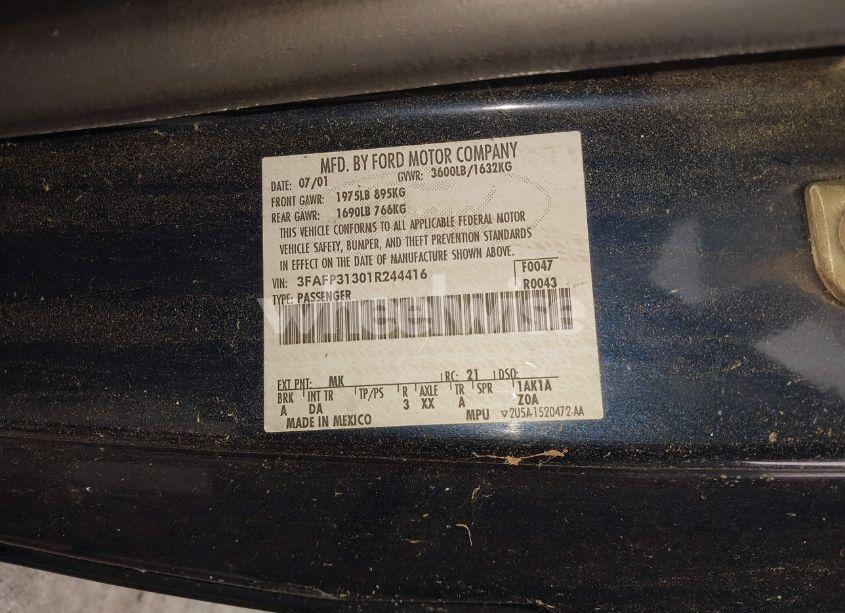 MFD. BY FORD MOTOR COMPANY
DATE: 07/01 GVWR: 3600LB/1632KG
FRONT GAWR: 1975LB 895KG
REAR GAWR: 1690LB 766KG
THIS VEHICLE CONFORMS TO ALL APPLICABLE FEDERAL MOTOR
VEHICLE SAFETY, BUMPER, AND THEFT PREVENTION STANDARDS
IN EFFECT ON THE DATE OF MANUFACTURE SHOWN ABOVE.
VIN: 3FAFP31301R244416 F0047
TYPE: PASSENGER R0043
wheelwise
EXT PNT: MK RC: 21 DSO:
BRK INT TR TP/PS R AXLE TR SPR 1AK1A
A DA 3 XX A Z0A
MADE IN MEXICO MPU ▽2U5A-1520472-AA